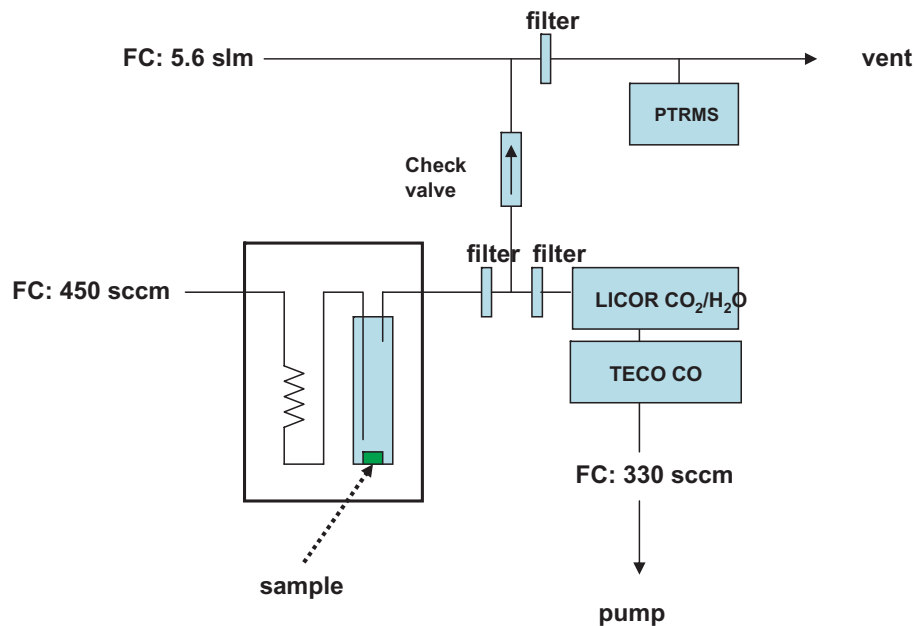 filter
FC: 5.6 slm
vent
PTRMS
Check
valve
filter
filter
FC: 450 sccm
LICOR CO₂/H₂O
TECO CO
FC: 330 sccm
sample
pump